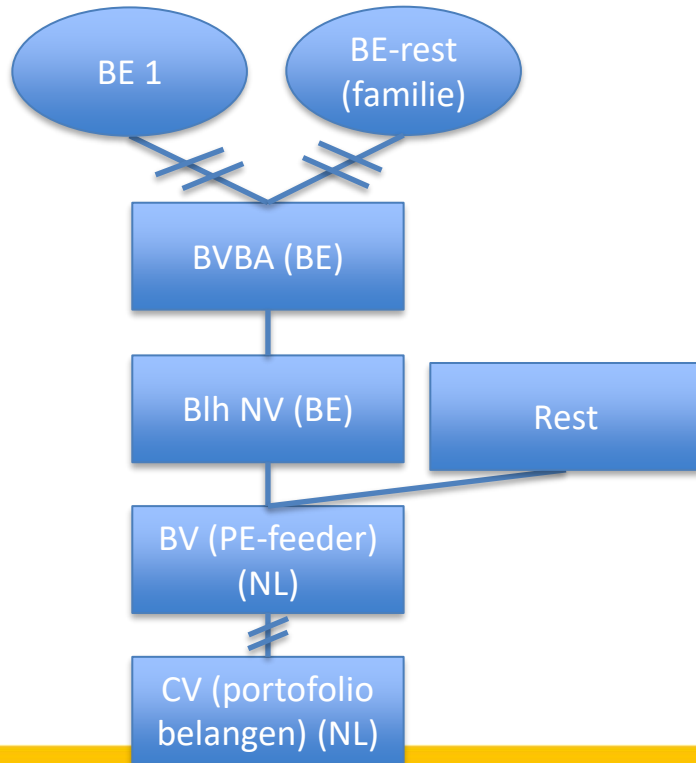 BE 1
BE-rest
(familie)
BVBA (BE)
Blh NV (BE)
Rest
BV (PE-feeder)
(NL)
CV (portofolio
belangen) (NL)